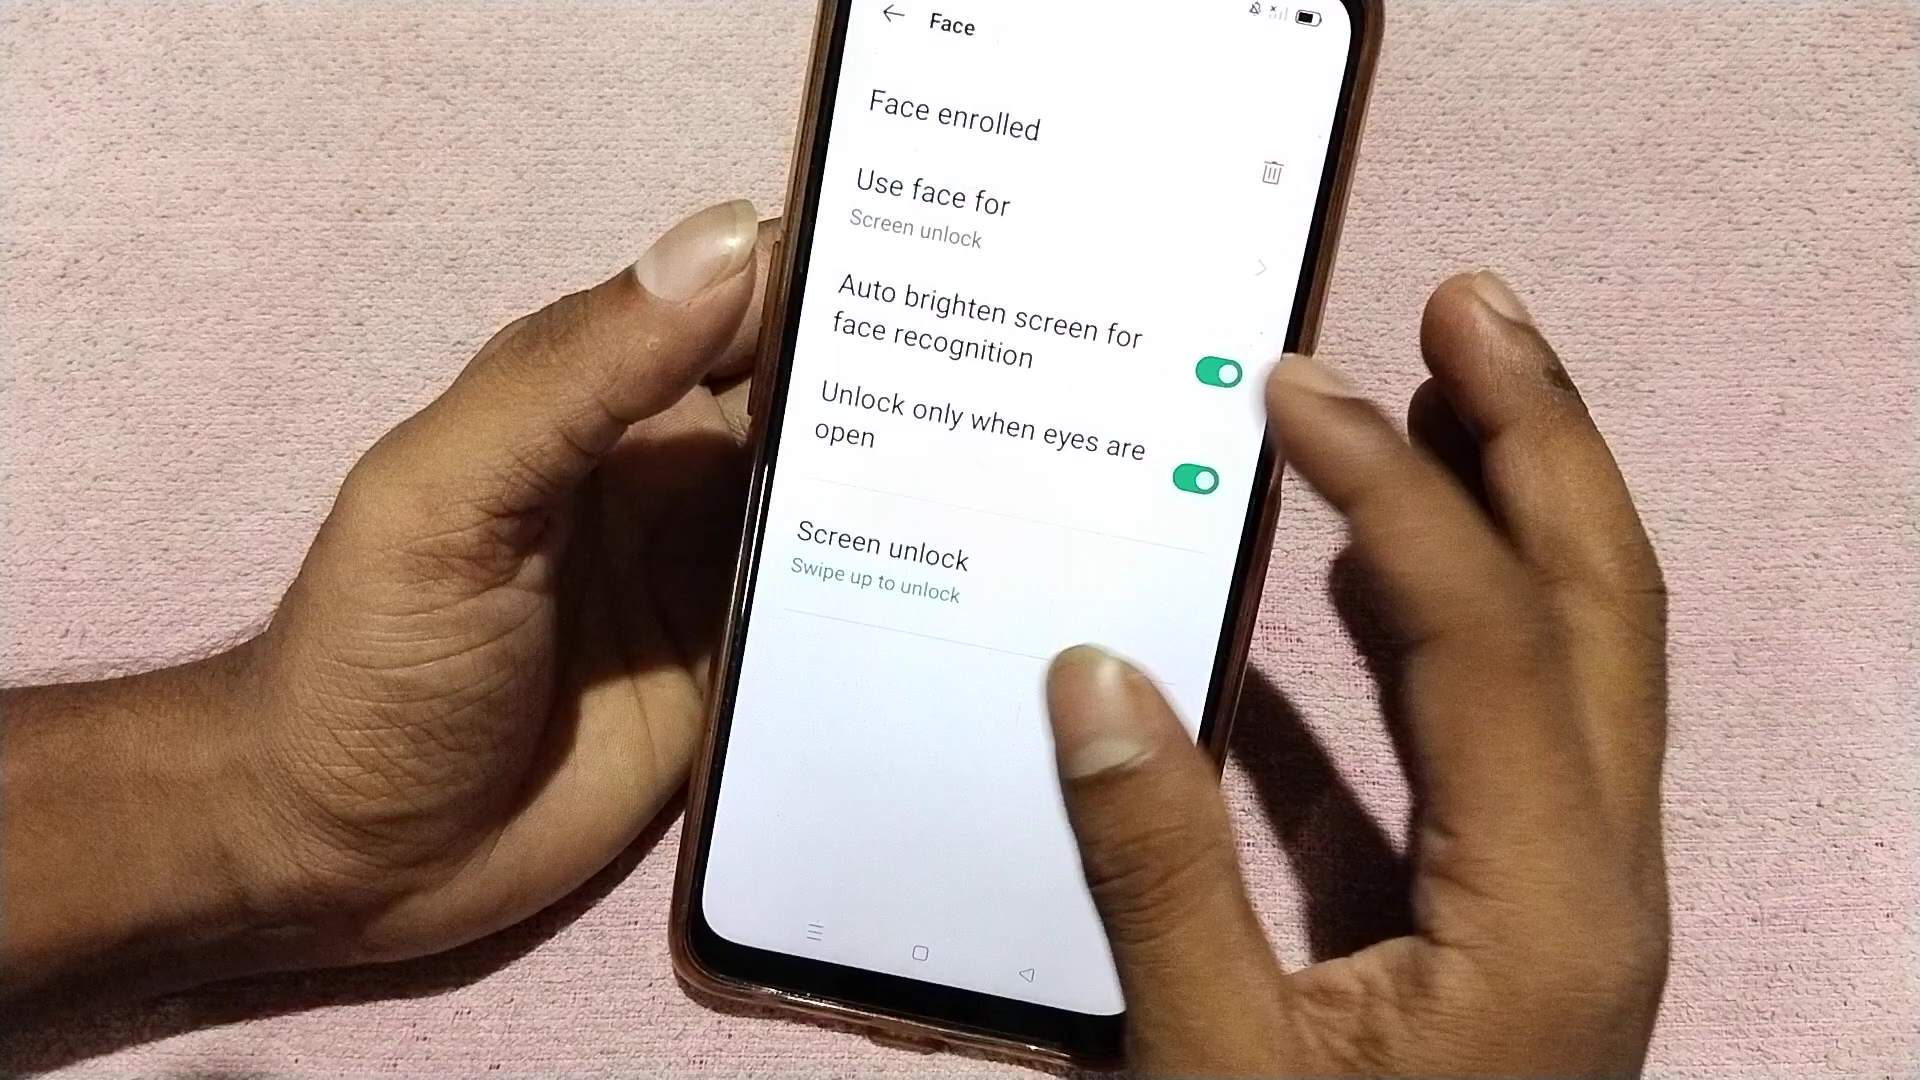 Face
Face enrolled
Use face for
Screen unlock
Auto brighten screen for
face recognition
Unlock only when eyes are
open
Screen unlock
Swipe up to unlock